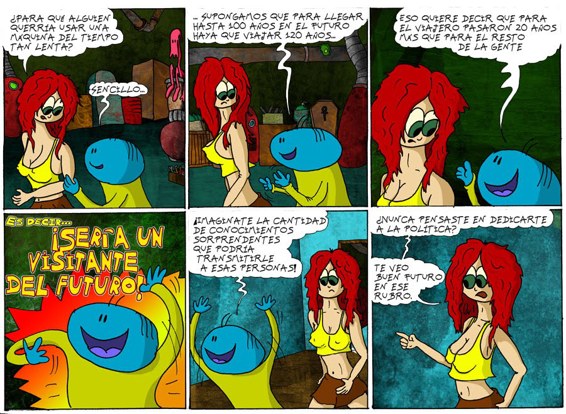 ¿PARA QUÉ ALGUIEN
QUERRÍA USAR UNA
MÁQUINA DEL TIEMPO
TAN LENTA?
SENCILLO...
... SUPONGAMOS QUE PARA LLEGAR
HASTA 100 AÑOS EN EL FUTURO
HAYA QUE VIAJAR 120 AÑOS...
ESO QUIERE DECIR QUE PARA
EL VIAJERO PASARON 20 AÑOS
MÁS QUE PARA EL RESTO
DE LA GENTE
ES DECIR...
¡SERÍA UN
VISITANTE
DEL FUTURO!
¡IMAGINATE LA CANTIDAD
DE CONOCIMIENTOS
SORPRENDENTES
QUE PODRÍA
TRANSMITIRLE
A ESAS PERSONAS!
¿NUNCA PENSASTE EN DEDICARTE
A LA POLÍTICA?
TE VEO
BUEN FUTURO
EN ESE
RUBRO.